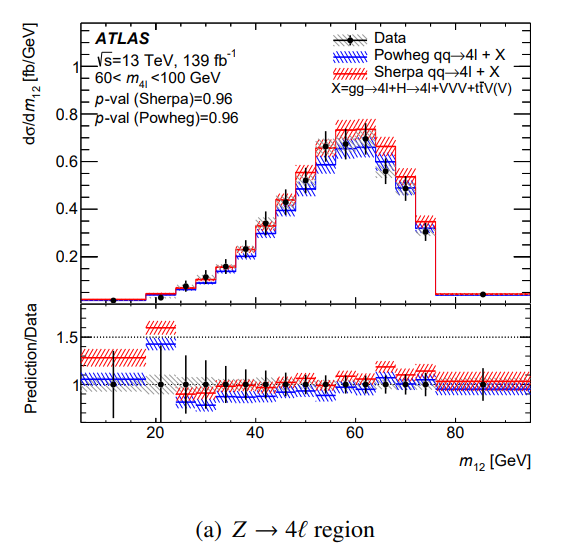 dσ/dm₁₂ [fb/GeV]
1
0.8
0.6
0.4
0.2
ATLAS
√s=13 TeV, 139 fb⁻¹
60< m₄ₗ <100 GeV
p-val (Sherpa)=0.96
p-val (Powheg)=0.96
Data
Powheg qq→4l + X
Sherpa qq→4l + X
X=gg→4l+H→4l+VVV+tt̄V(V)
Prediction/Data
1.5
1
20
40
60
80
m₁₂ [GeV]
(a) Z → 4ℓ region